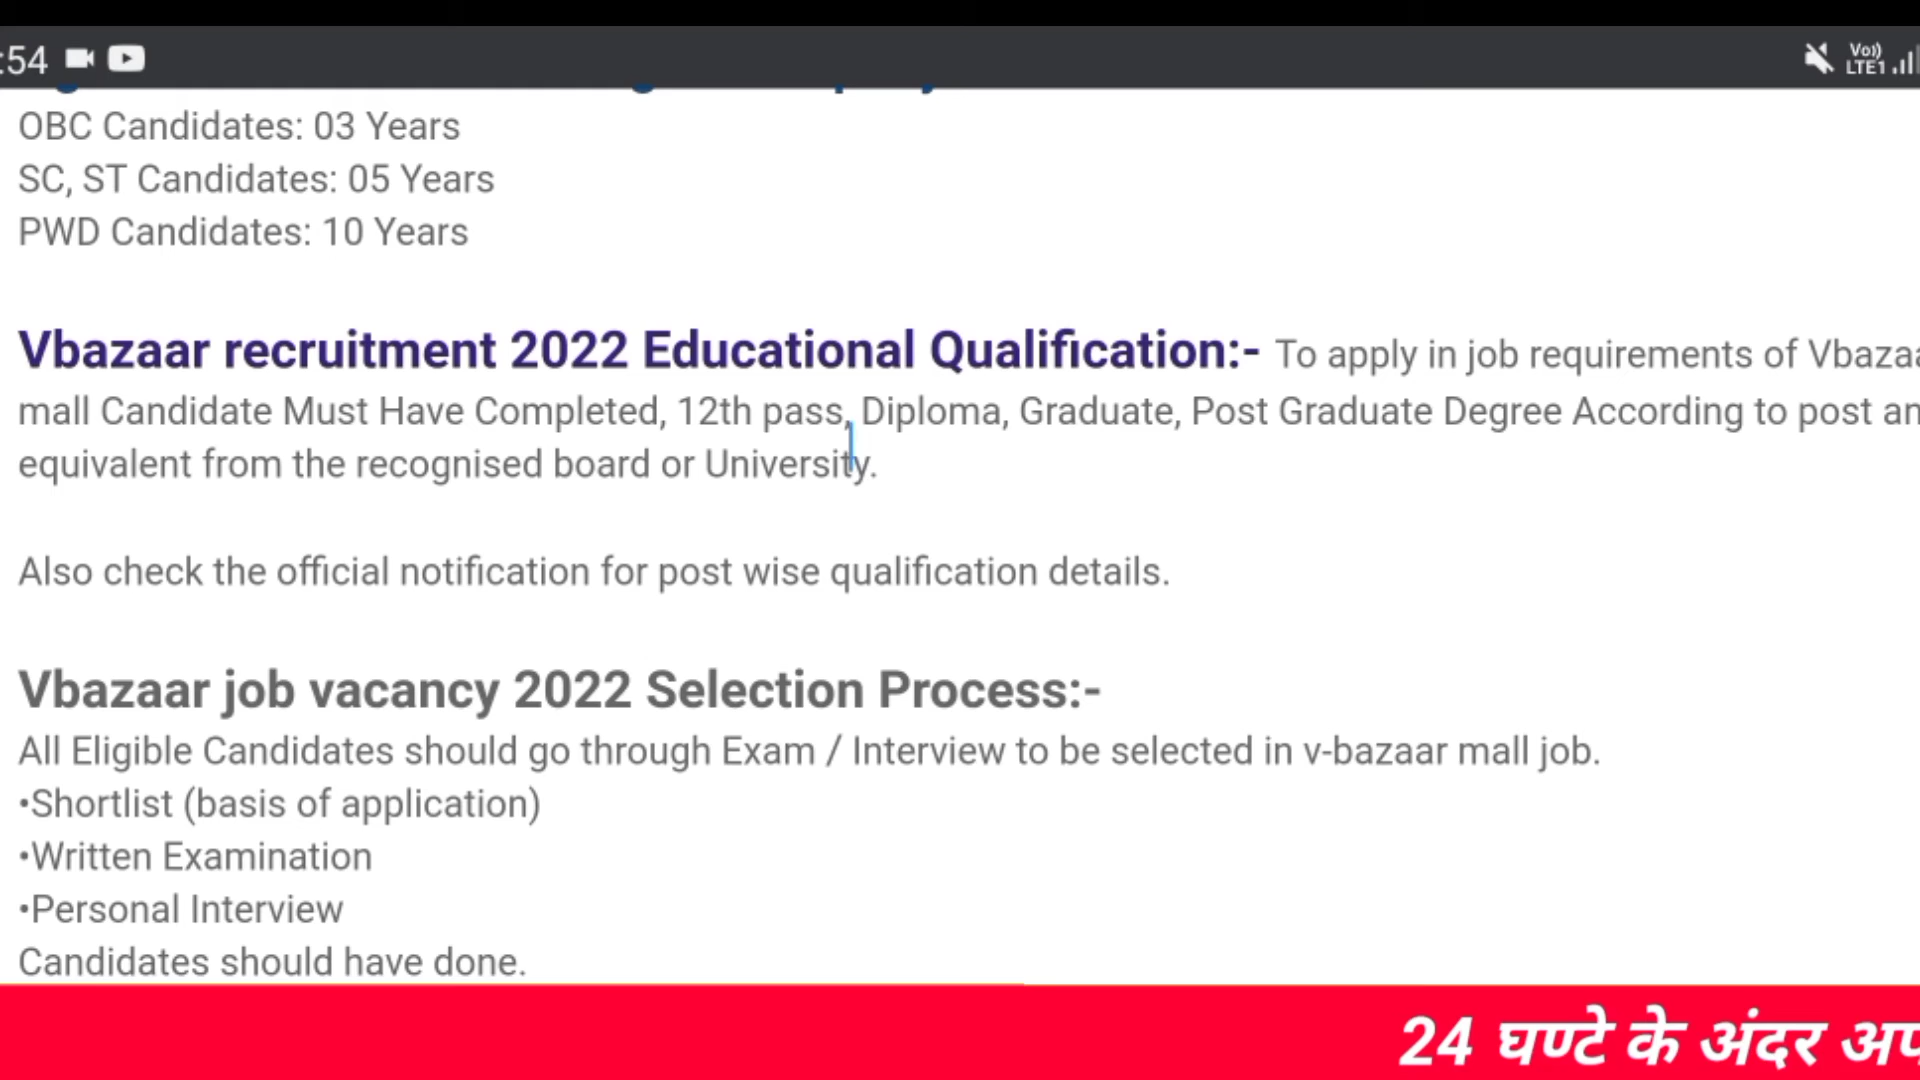 :54
Vo))
LTE1
OBC Candidates: 03 Years
SC, ST Candidates: 05 Years
PWD Candidates: 10 Years
Vbazaar recruitment 2022 Educational Qualification:- To apply in job requirements of Vbazaa
mall Candidate Must Have Completed, 12th pass, Diploma, Graduate, Post Graduate Degree According to post an
equivalent from the recognised board or University.
Also check the official notification for post wise qualification details.
Vbazaar job vacancy 2022 Selection Process:-
All Eligible Candidates should go through Exam / Interview to be selected in v-bazaar mall job.
•Shortlist (basis of application)
•Written Examination
•Personal Interview
Candidates should have done.
24 घण्टे के अंदर अप